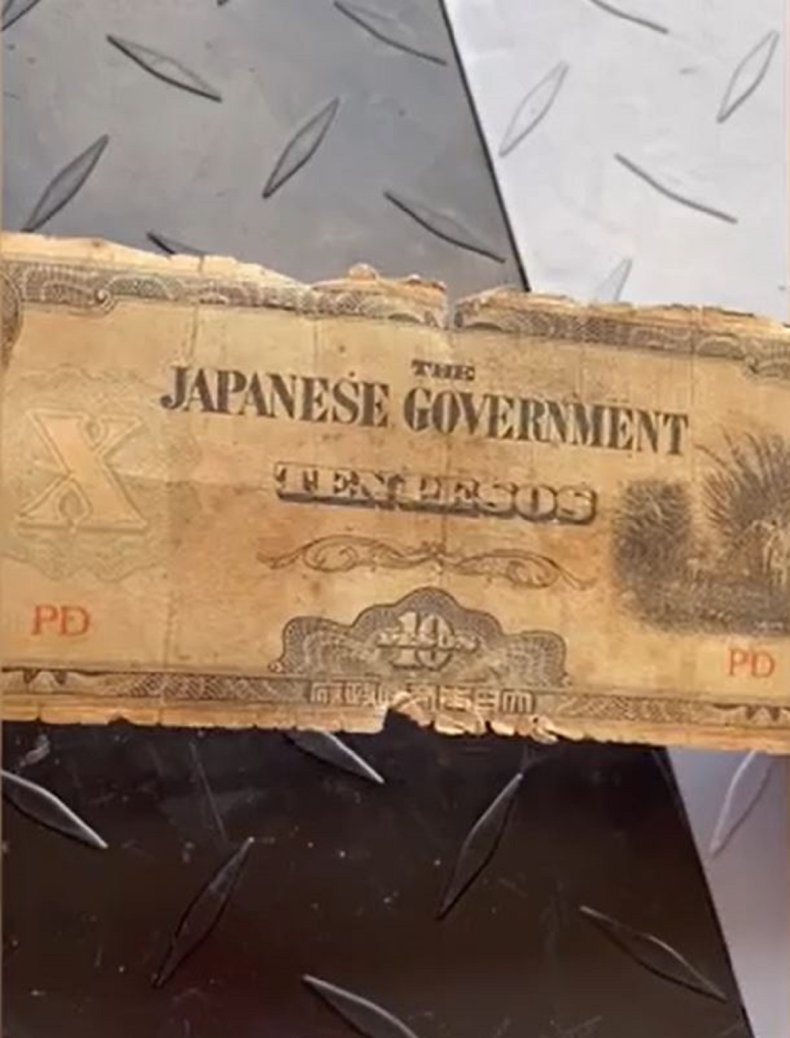 THE
JAPANESE GOVERNMENT
X
TEN PESOS
PD
10
PD